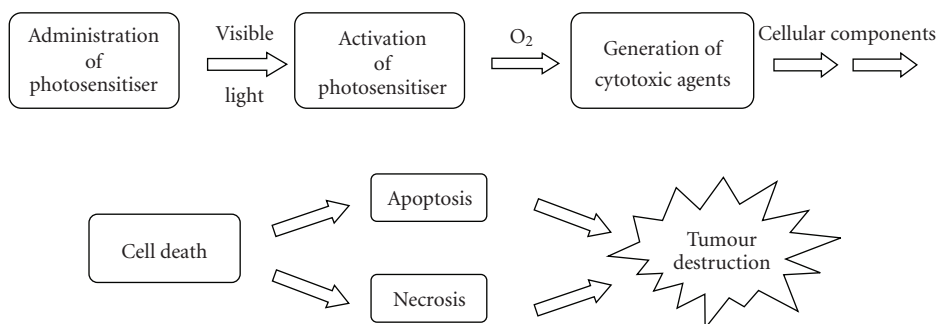 Administration
of
photosensitiser
Visible
light
Activation
of
photosensitiser
O2
Generation of
cytotoxic agents
Cellular components
Cell death
Apoptosis
Necrosis
Tumour
destruction